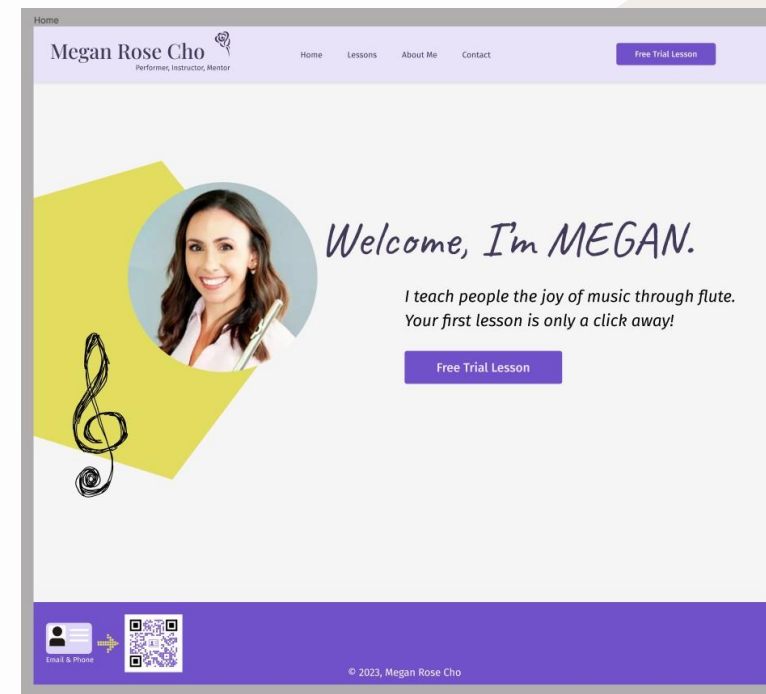 Home
Megan Rose Cho
Performer, Instructor, Mentor
Home Lessons About Me Contact
Free Trial Lesson
Welcome, I'm MEGAN.
I teach people the joy of music through flute.
Your first lesson is only a click away!
Free Trial Lesson
Email & Phone
© 2023, Megan Rose Cho